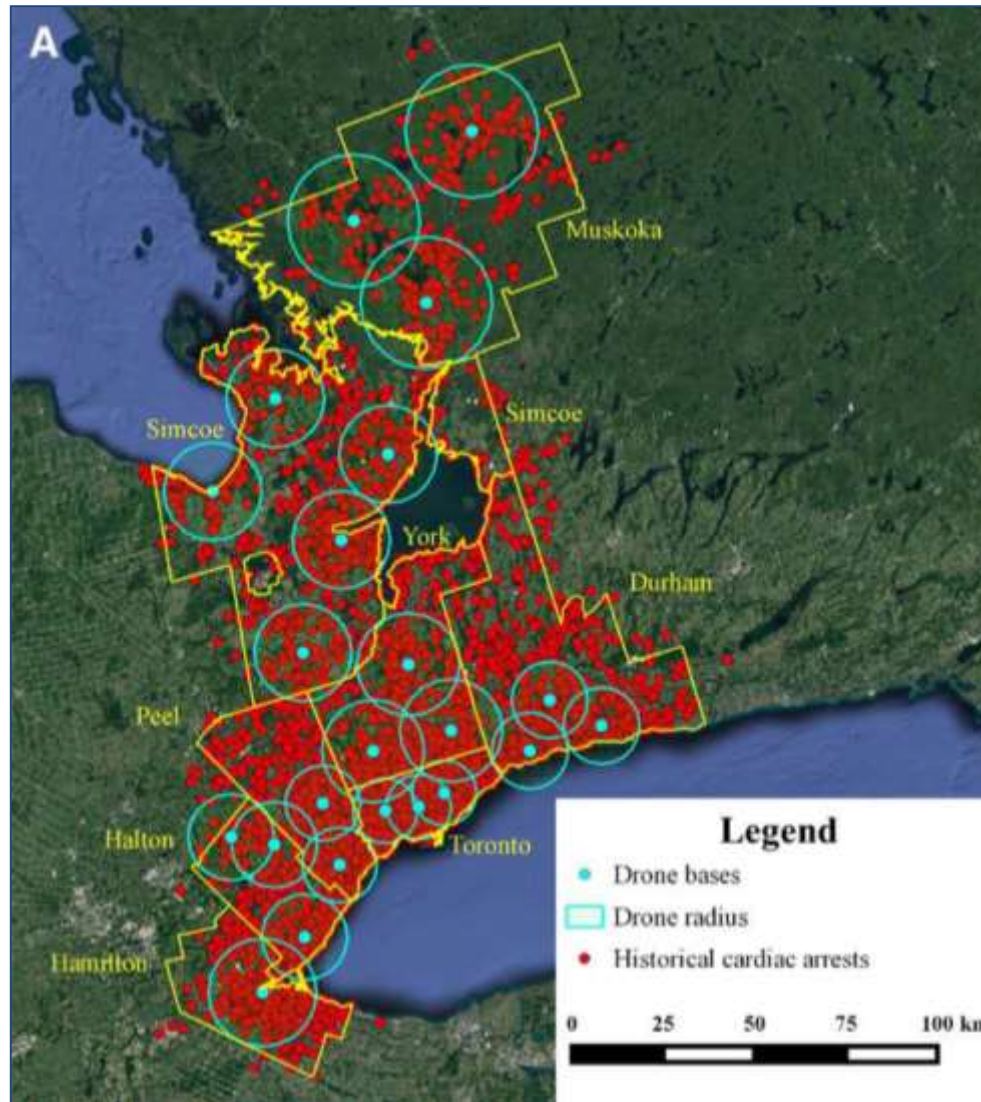 A
Muskoka
Simcoe
Simcoe
York
Durham
Peel
Halton
Toronto
Hamilton
Legend
Drone bases
Drone radius
Historical cardiac arrests
0 25 50 75 100 km